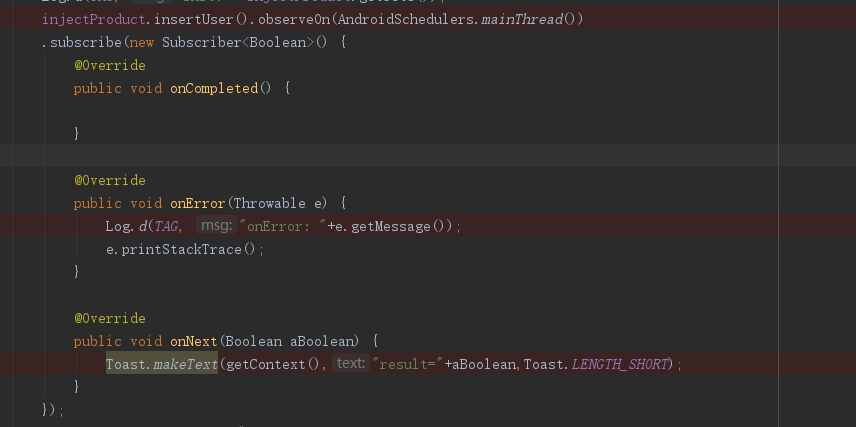 injectProduct.insertUser().observeOn(AndroidSchedulers.mainThread())
.subscribe(new Subscriber<Boolean>() {
@Override
public void onCompleted() {
}
@Override
public void onError(Throwable e) {
Log.d(TAG, msg: "onError: "+e.getMessage());
e.printStackTrace();
}
@Override
public void onNext(Boolean aBoolean) {
Toast.makeText(getContext(), text: "result="+aBoolean,Toast.LENGTH_SHORT);
}
});